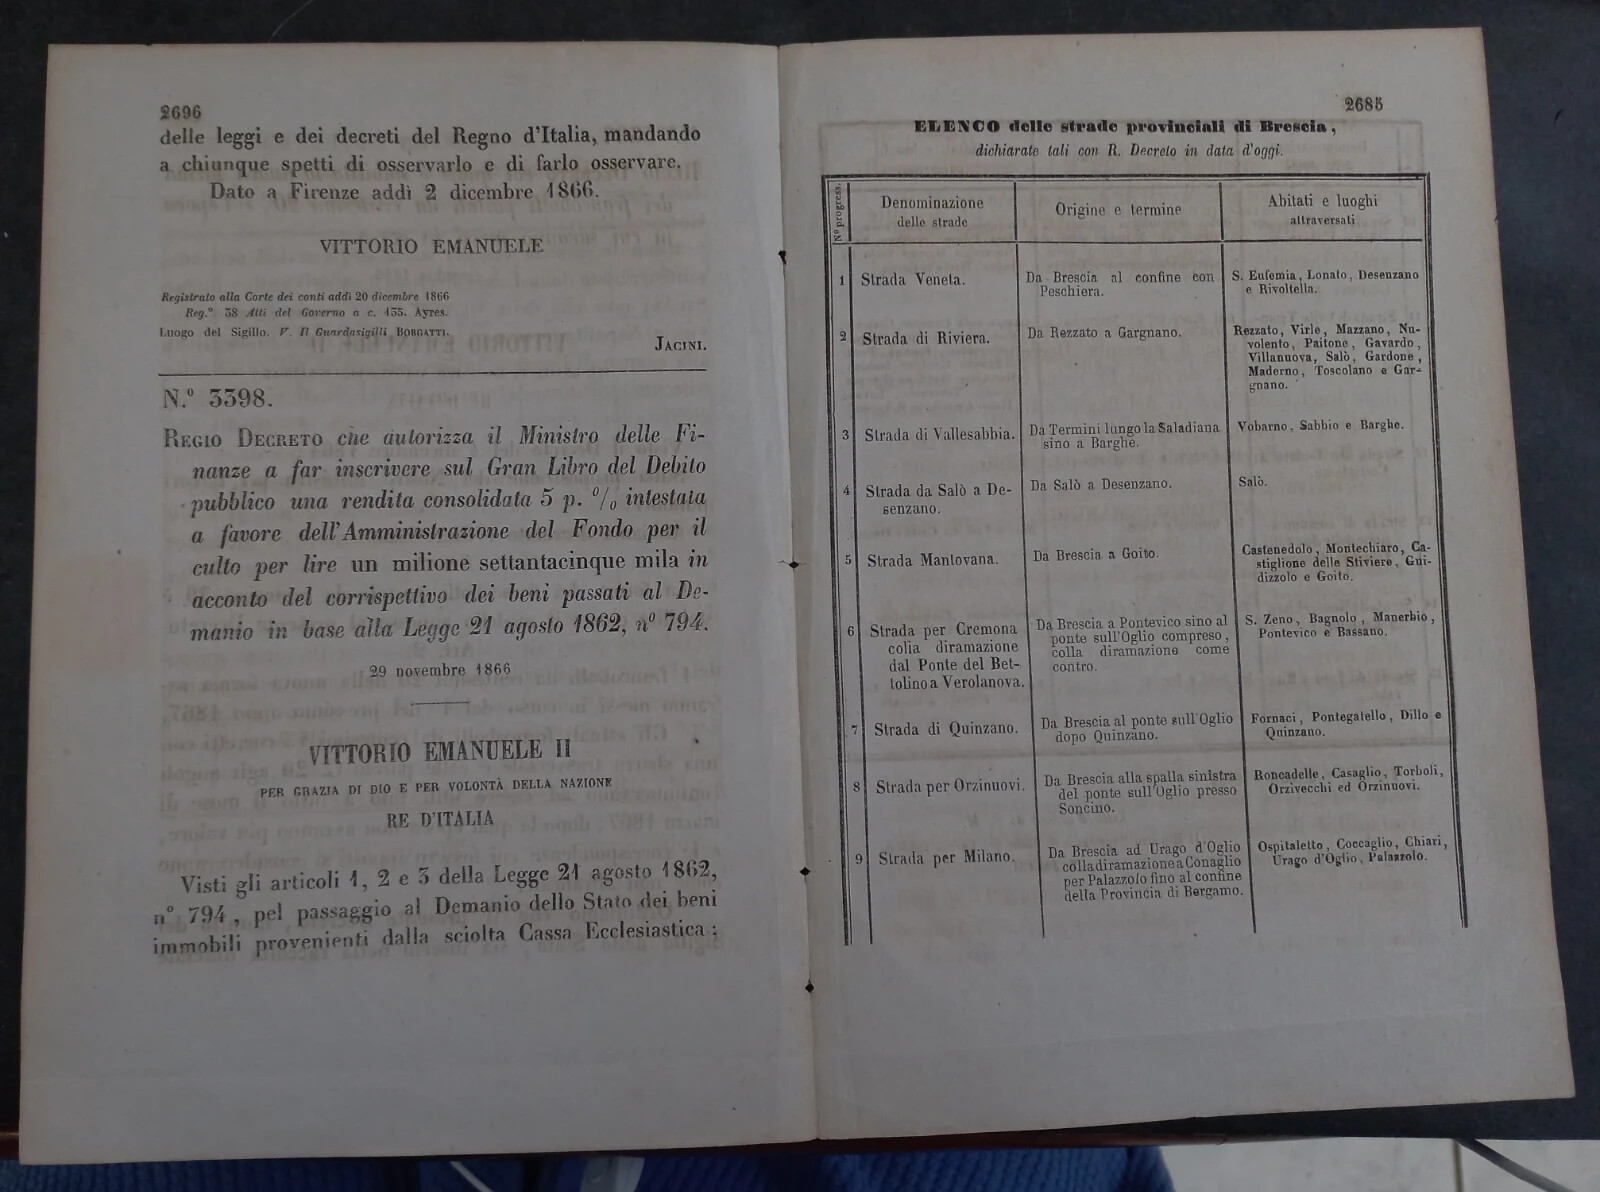 2696
delle leggi e dei decreti del Regno d'Italia, mandando
a chiunque spetti di osservarlo e di farlo osservare.
Dato a Firenze addì 2 dicembre 1866.
VITTORIO EMANUELE
Registrato alla Corte dei conti addì 20 dicembre 1866
Reg.° 38 Atti del Governo a c. 135. Ayres.
Luogo del Sigillo. V. Il Guardasigilli BORGATTI.
JACINI.
N.° 3398.
REGIO DECRETO che autorizza il Ministro delle Fi-
nanze a far inscrivere sul Gran Libro del Debito
pubblico una rendita consolidata 5 p. % intestata
a favore dell'Amministrazione del Fondo per il
culto per lire un milione settantacinque mila in
acconto del corrispettivo dei beni passati al De-
manio in base alla Legge 21 agosto 1862, n° 794.
29 novembre 1866
VITTORIO EMANUELE II
PER GRAZIA DI DIO E PER VOLONTÀ DELLA NAZIONE
RE D'ITALIA
Visti gli articoli 1, 2 e 3 della Legge 21 agosto 1862,
n° 794, pel passaggio al Demanio dello Stato dei beni
immobili provenienti dalla sciolta Cassa Ecclesiastica;
2685
ELENCO delle strade provinciali di Brescia,
dichiarate tali con R. Decreto in data d'oggi.
N° progress.
Denominazione
delle strade
Origine e termine
Abitati e luoghi
attraversati
1 Strada Veneta.
Da Brescia al confine con
Peschiera.
S. Eufemia, Lonato, Desenzano
e Rivoltella.
2 Strada di Riviera.
Da Rezzato a Gargnano.
Rezzato, Virle, Mazzano, Nu-
volento, Paitone, Gavardo,
Villanuova, Salò, Gardone,
Maderno, Toscolano e Gar-
gnano.
3 Strada di Vallesabbia.
Da Termini lungo la Saladiana
sino a Barghe.
Vobarno, Sabbio e Barghe.
4 Strada da Salò a De-
senzano.
Da Salò a Desenzano.
Salò.
5 Strada Mantovana.
Da Brescia a Goito.
Castenedolo, Montechiaro, Ca-
stiglione delle Stiviere, Gui-
dizzolo e Goito.
6 Strada per Cremona
colla diramazione
dal Ponte del Bet-
tolino a Verolanova.
Da Brescia a Pontevico sino al
ponte sull'Oglio compreso,
colla diramazione come
contro.
S. Zeno, Bagnolo, Manerbio,
Pontevico e Bassano.
7 Strada di Quinzano.
Da Brescia al ponte sull'Oglio
dopo Quinzano.
Fornaci, Pontegatello, Dillo e
Quinzano.
8 Strada per Orzinuovi.
Da Brescia alla spalla sinistra
del ponte sull'Oglio presso
Soncino.
Roncadelle, Casaglio, Torboli,
Orzivecchi ed Orzinuovi.
9 Strada per Milano.
Da Brescia ad Urago d'Oglio
colla diramazione a Conaglio
per Palazzolo fino al confine
della Provincia di Bergamo.
Ospitaletto, Coccaglio, Chiari,
Urago d'Oglio, Palazzolo.